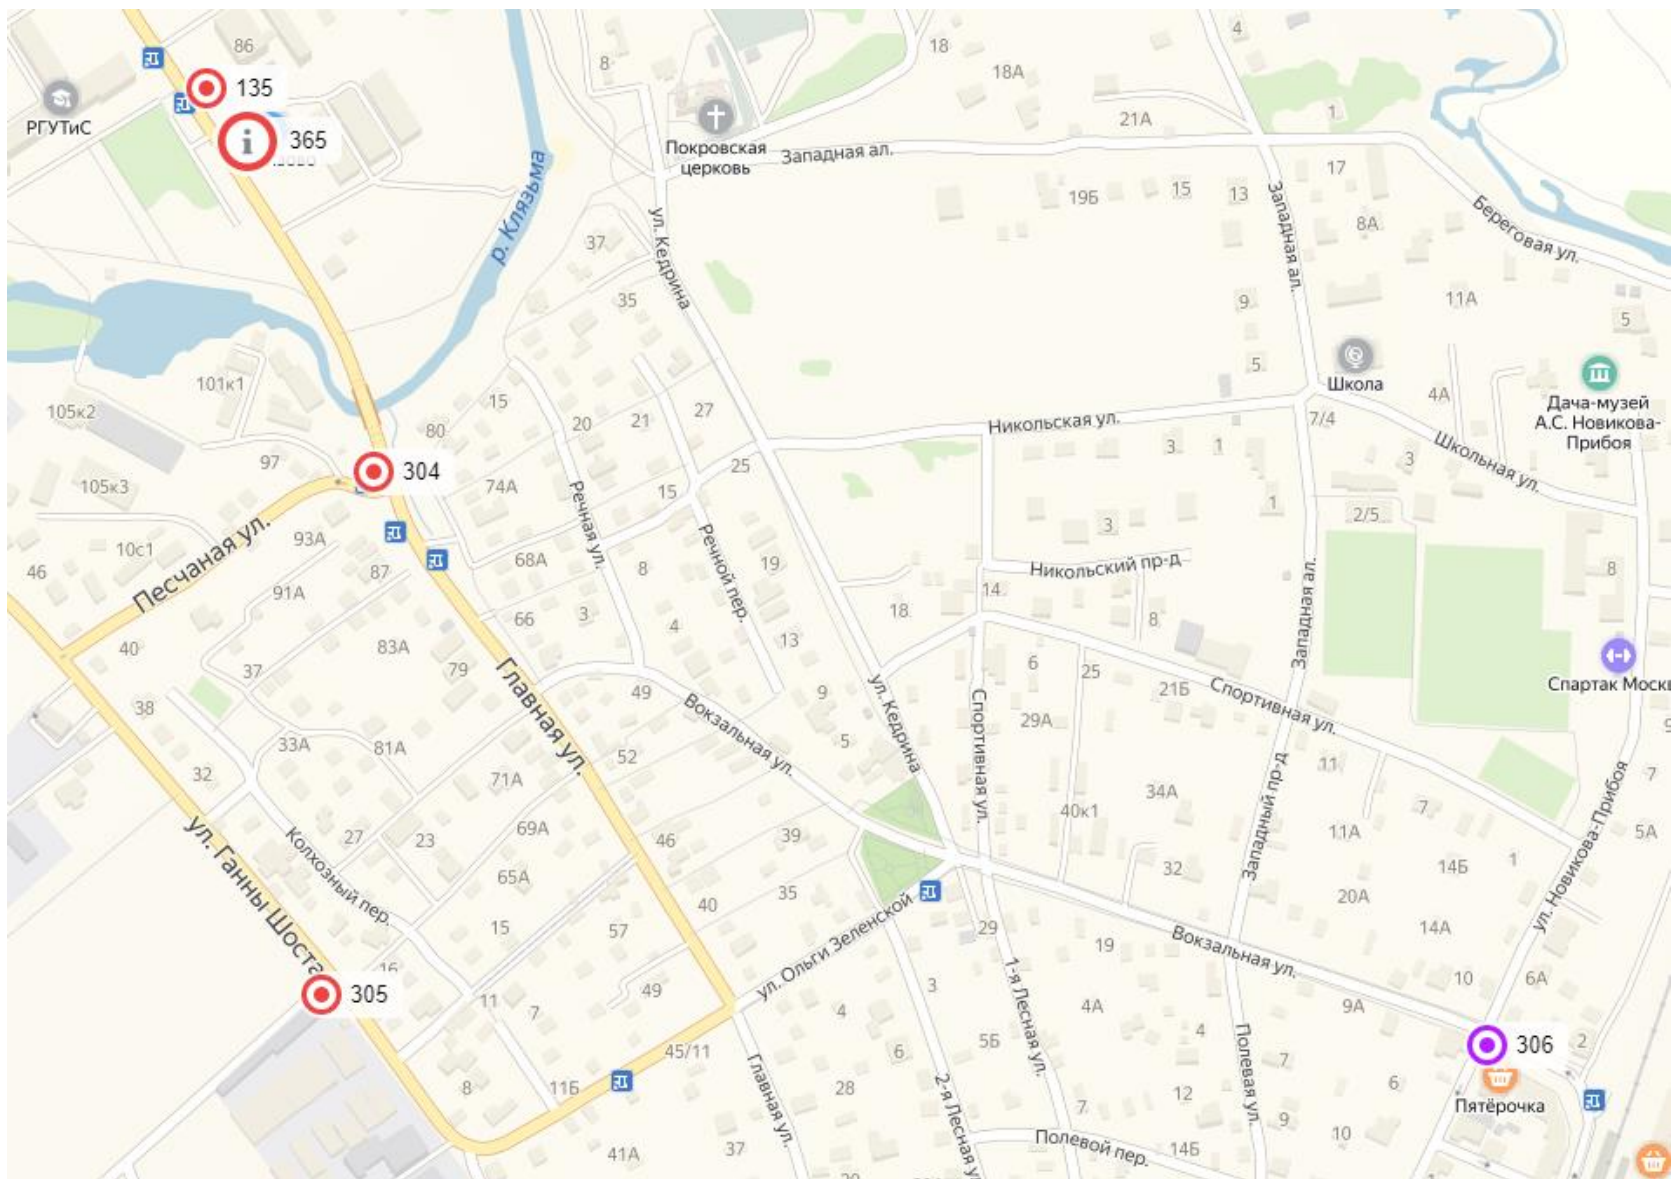 86
8
18
4
18А
135
РГУТиС
365
21А
1
Покровская
церковь
Западная ал.
17
19Б
15
13
Западная ал.
8А
Береговая ул.
р. Клязьма
ул. Кедрина
37
35
9
11А
5
101к1
5
Школа
4А
Дача-музей
А.С. Новикова-
Прибоя
105к2
15
20
21
27
80
Никольская ул.
3
1
7/4
Школьная ул.
3
97
304
25
105к3
74А
Речная ул.
15
1
2/5
3
Песчаная ул.
93А
10с1
Речной пер.
46
87
68А
8
19
Никольский пр-д
Западная ал.
8
91А
14
66
3
4
18
8
40
83А
13
37
79
Главная ул.
6
25
Спартак Москв
49
9
ул. Кедрина
Спортивная ул.
21Б
Спортивная ул.
38
Вокзальная ул.
29А
33А
81А
5
52
9
32
71А
Западный пр-д
11
7
34А
40к1
7
ул. Новикова-Прибоя
ул. Ганны Шоста
Колхозный пер.
27
23
69А
46
39
11А
5А
14Б
1
65А
32
35
20А
40
15
57
ул. Ольги Зеленской
29
19
Вокзальная ул.
14А
16
305
11
7
49
3
1-я Лесная ул.
10
6А
4
4А
9А
45/11
Главная ул.
6
5Б
4
Полевая ул.
306
2
7
8
11Б
28
2-я Лесная ул
12
6
7
Пятёрочка
9
10
41А
37
Полевой пер.
14Б